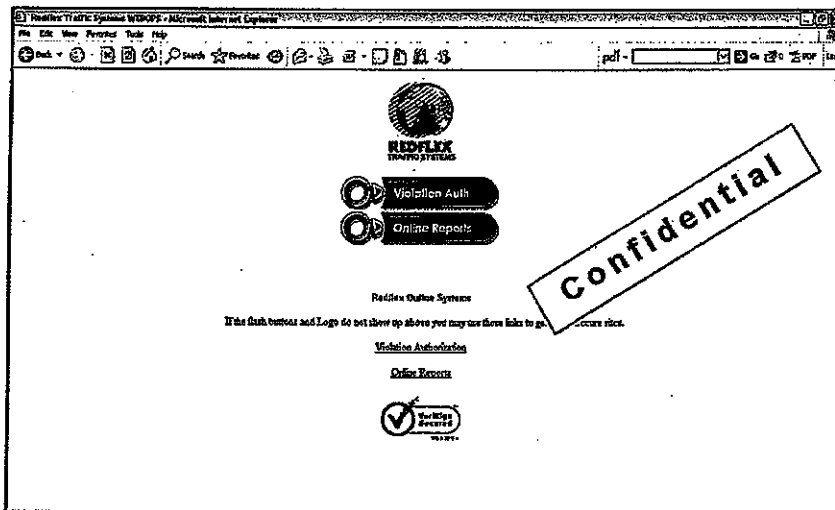 Redflex Traffic Systems WEBOPS - Microsoft Internet Explorer
File Edit View Favorites Tools Help
Back Search Favorites pdf - Go PDF
REDFLEX
TRAFFIC SYSTEMS
Violation Auth
Online Reports
Confidential
Redflex Online Systems
If the flash buttons and Logo do not show up above you may use these links to secure sites.
Violation Authorization
Online Reports
VeriSign
Secured